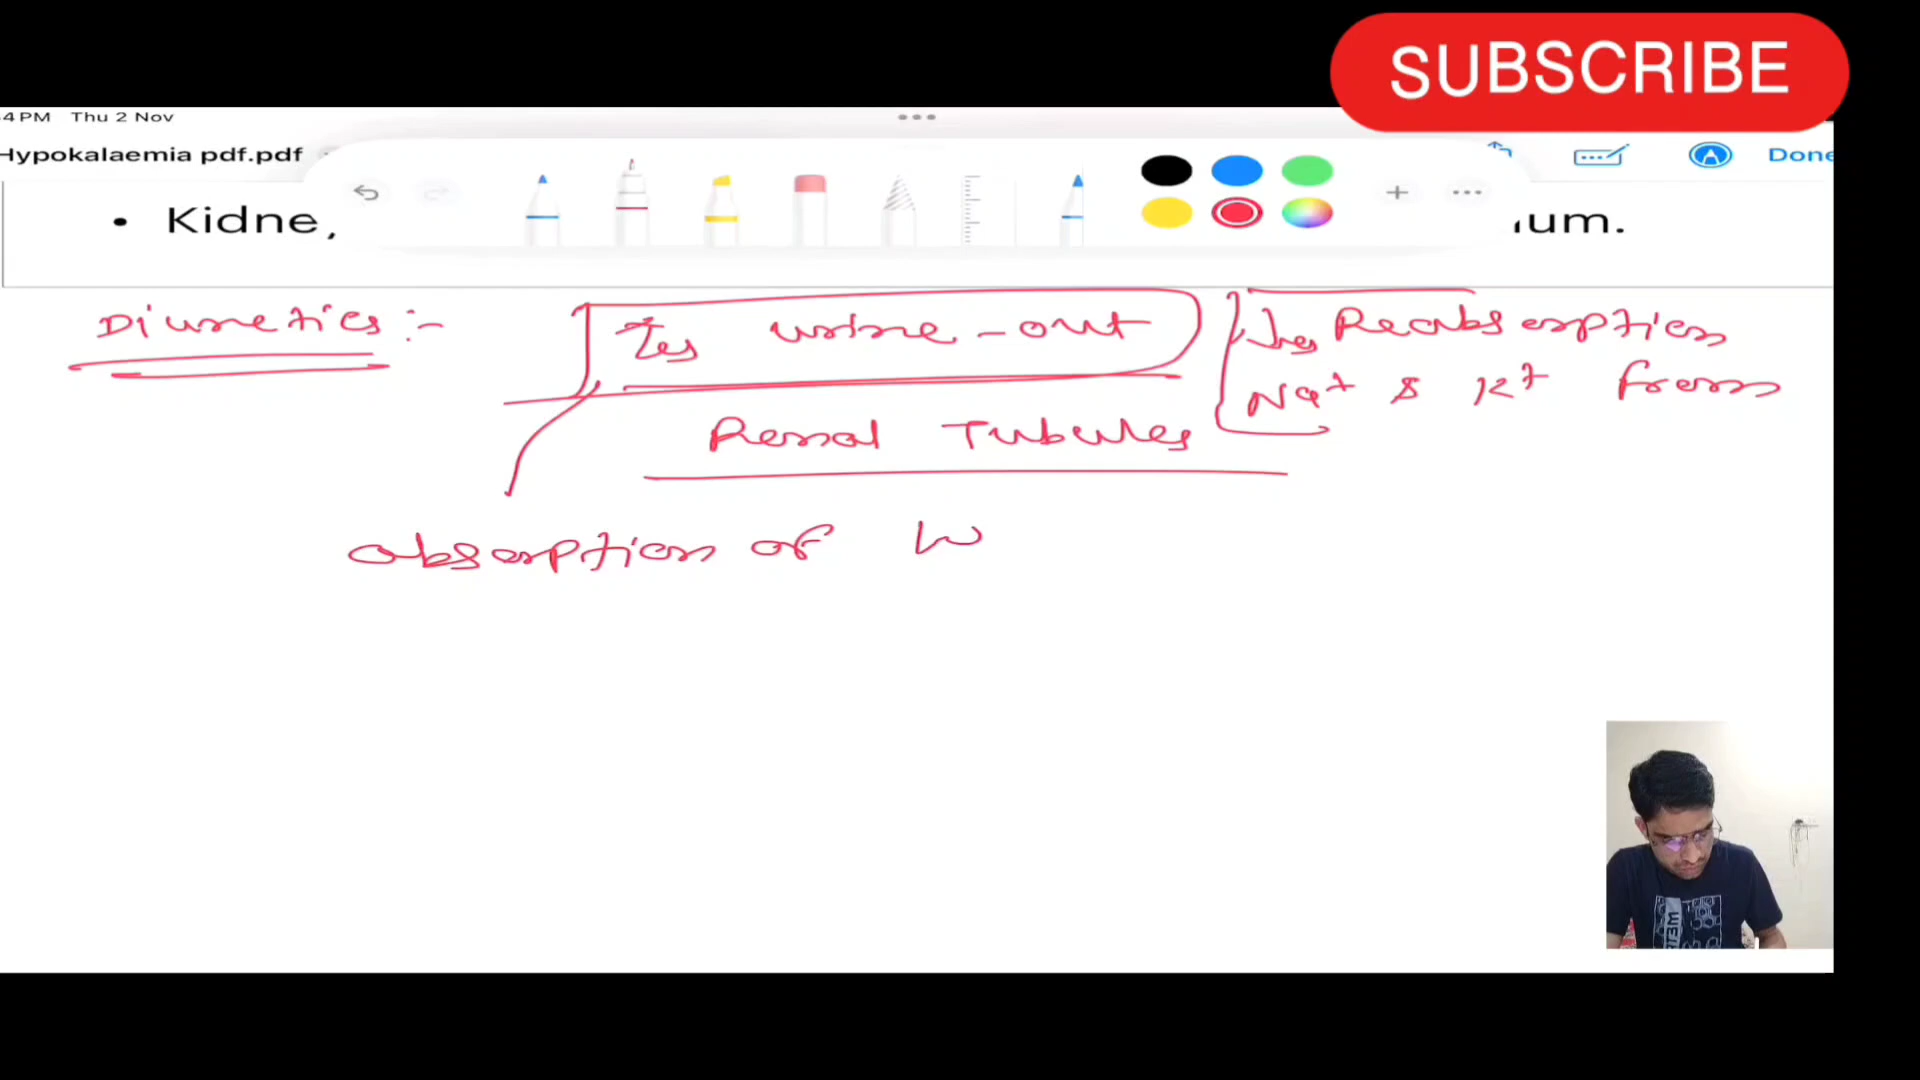 SUBSCRIBE
4 PM Thu 2 Nov
Hypokalaemia pdf.pdf Done
• Kidne ium.
Diuretics :- ↑es urine-out ↓es Reabsorption
Na+ & K+ from
Renal Tubules
absorption of w